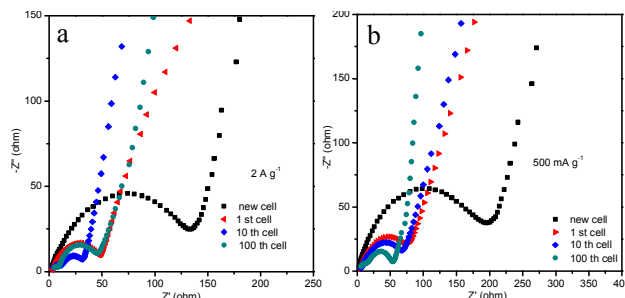 a
150
100
50
0
-Z" (ohm)
2 A g⁻¹
new cell
1 st cell
10 th cell
100 th cell
0 50 100 150 200 250
Z' (ohm)
b
200
150
100
50
0
-Z" (ohm)
500 mA g⁻¹
new cell
1 st cell
10 th cell
100 th cell
0 50 100 150 200 250 300 350 40
Z' (ohm)